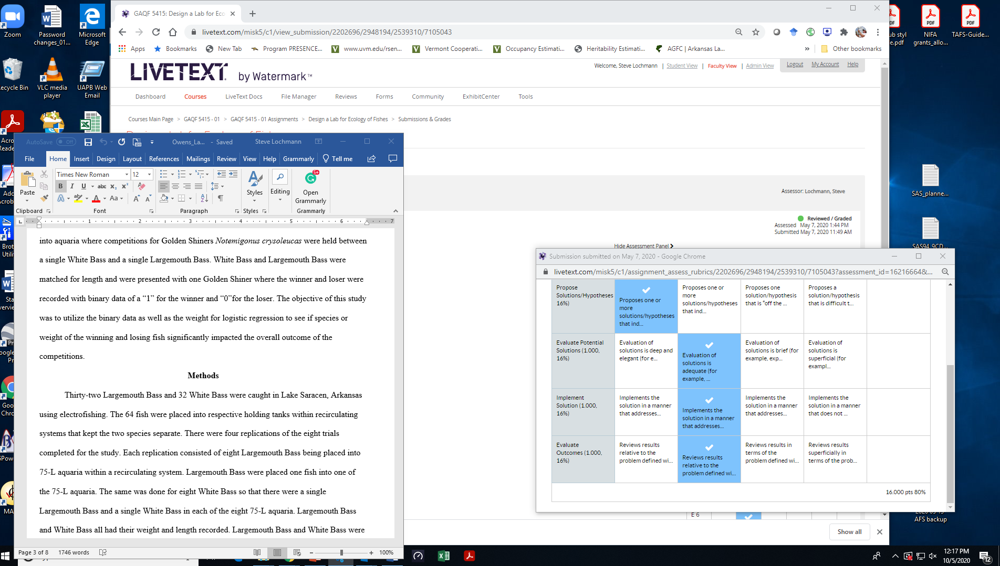 Zoom
Password
changes_01...
Microsoft
Edge
VLC media
player
UAPB Web
Email
GAQF 5415: Design a Lab for Eco
livetext.com/misk5/c1/view_submission/2202696/2948194/2539310/7105043
Apps
Bookmarks
New Tab
Program PRESENCE...
www.uvm.edu/rsen...
Vermont Cooperati...
Occupancy Estimati...
Heritability Estimati...
AGFC | Arkansas La...
»
Other bookmarks
PDF
NIFA
grants_allo...
PDF
TAFS-Guide...
LIVETEXT by Watermark™
Welcome, Steve Lochmann | Student View | Faculty View | Admin View
Logout My Account Help
Dashboard Courses LiveText Docs File Manager Reviews Forms Community ExhibitCenter Tools
Courses Main Page > GAQF 5415 - 01 > GAQF 5415 - 01 Assignments > Design a Lab for Ecology of Fishes > Submissions & Grades
Assessor: Lochmann, Steve
Reviewed / Graded
Assessed May 7, 2020 1:44 PM
Submitted May 7, 2020 11:49 AM
Hide Assessment Panel
SAS_planne...
AutoSave Off
Owens_La... - Saved
Steve Lochmann
File Home Insert Design Layout References Mailings Review View Help Grammarly Tell me
Times New Roman 12
Paste
Styles
Editing
Open
Grammarly
5+
Clipboard Font Paragraph Styles Grammarly
1 2 3 4 5 6 7
into aquaria where competitions for Golden Shiners Notemigonus crysoleucas were held between
a single White Bass and a single Largemouth Bass. White Bass and Largemouth Bass were
matched for length and were presented with one Golden Shiner where the winner and loser were
recorded with binary data of a “1” for the winner and “0”for the loser. The objective of this study
was to utilize the binary data as well as the weight for logistic regression to see if species or
weight of the winning and losing fish significantly impacted the overall outcome of the
competitions.
Methods
Thirty-two Largemouth Bass and 32 White Bass were caught in Lake Saracen, Arkansas
using electrofishing. The 64 fish were placed into respective holding tanks within recirculating
systems that kept the two species separate. There were four replications of the eight trials
completed for the study. Each replication consisted of eight Largemouth Bass being placed into
75-L aquaria within a recirculating system. Largemouth Bass were placed one fish into one of
the 75-L aquaria. The same was done for eight White Bass so that there were a single
Largemouth Bass and a single White Bass in each of the eight 75-L aquaria. Largemouth Bass
and White Bass all had their weight and length recorded. Largemouth Bass and White Bass were
Page 3 of 8 1746 words
100%
Submission submitted on May 7, 2020 - Google Chrome
livetext.com/misk5/c1/assignment_assess_rubrics/2202696/2948194/2539310/7105043?assessment_id=16216664&...
Propose
Solutions/Hypotheses
16%)
Proposes one or
more
solutions/hypotheses
that ind...
Proposes one or
more
solutions/hypotheses
that ind...
Proposes one
solution/hypothesis
that is “off the ...
Proposes a
solution/hypothesis
that is difficult t...
Evaluate Potential
Solutions (1.000,
16%)
Evaluation of
solutions is deep and
elegant (for e...
Evaluation of
solutions is
adequate (for
example, ...
Evaluation of
solutions is brief (for
example, exp...
Evaluation of
solutions is
superficial (for
exampl...
Implement
Solution (1.000,
16%)
Implements the
solution in a manner
that addresses...
Implements the
solution in a manner
that addresses...
Implements the
solution in a manner
that addresses...
Implements the
solution in a manner
that does not ...
Evaluate
Outcomes (1.000,
16%)
Reviews results
relative to the
problem defined wi...
Reviews results
relative to the
problem defined wi...
Reviews results in
terms of the
problem defined wi...
Reviews results
superficially in
terms of the prob...
16.000 pts 80%
E 6
AFS backup
Show all
12:17 PM
10/5/2020
12